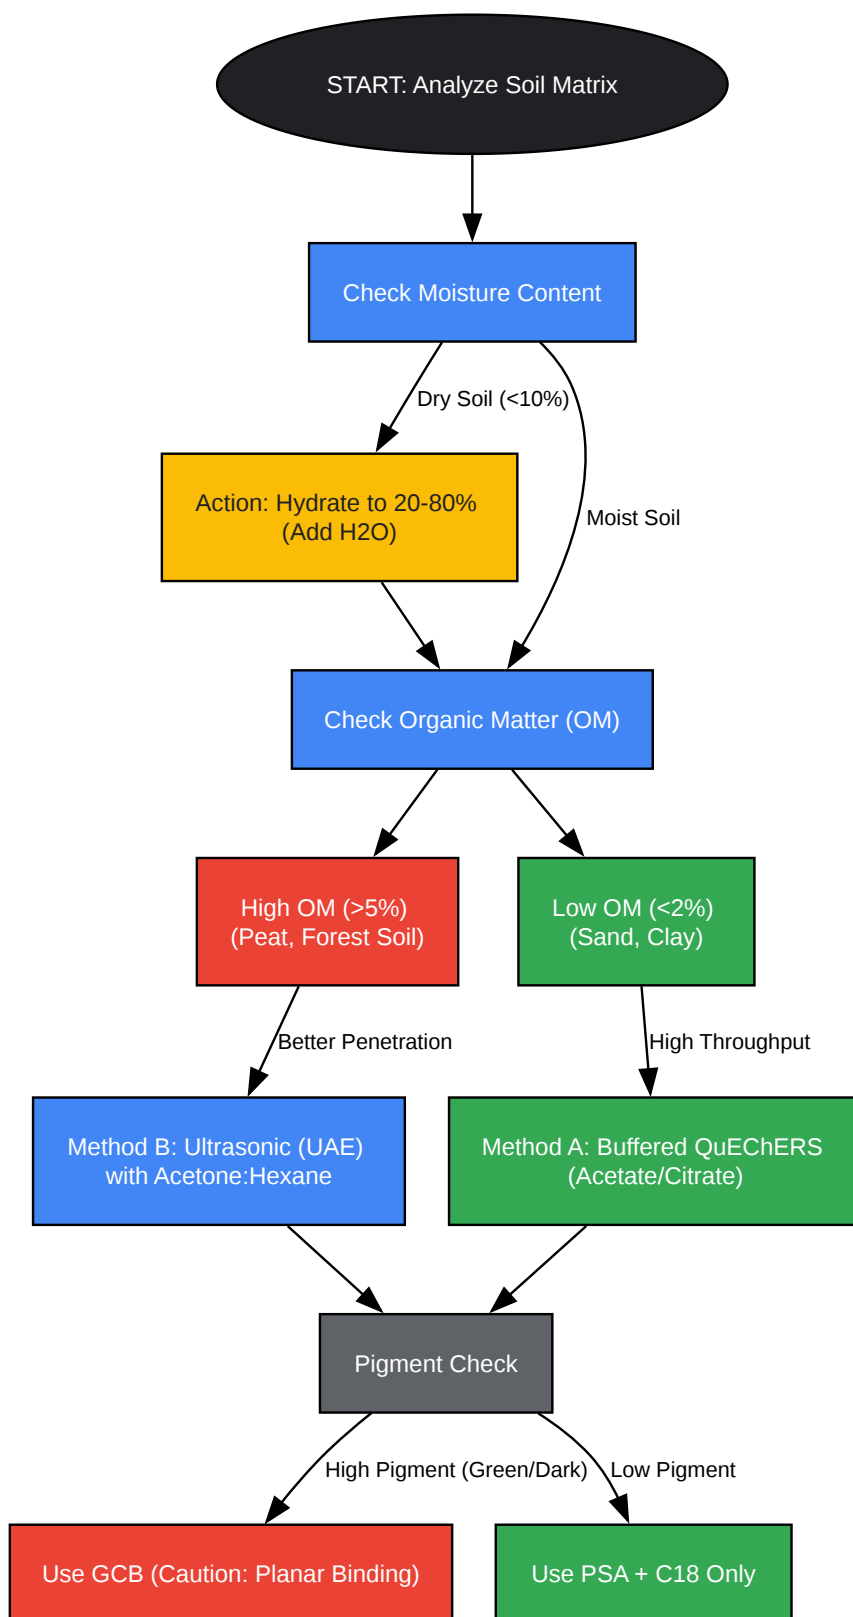 START: Analyze Soil Matrix
Check Moisture Content
Dry Soil (<10%)
Action: Hydrate to 20-80%
(Add H2O)
Moist Soil
Check Organic Matter (OM)
High OM (>5%)
(Peat, Forest Soil)
Low OM (<2%)
(Sand, Clay)
Better Penetration
High Throughput
Method B: Ultrasonic (UAE)
with Acetone:Hexane
Method A: Buffered QuEChERS
(Acetate/Citrate)
Pigment Check
High Pigment (Green/Dark)
Low Pigment
Use GCB (Caution: Planar Binding)
Use PSA + C18 Only